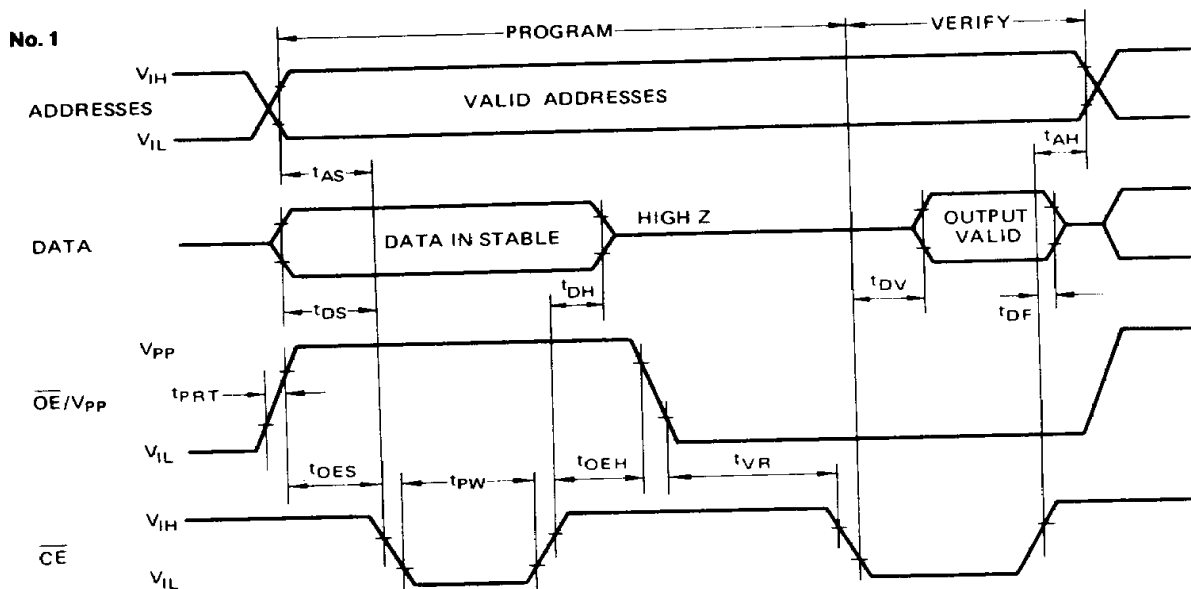 No. 1
PROGRAM
VERIFY
VIH
ADDRESSES
VALID ADDRESSES
VIL
tAS
tAH
DATA
DATA IN STABLE
HIGH Z
OUTPUT
VALID
tDS
tDH
tDV
tDF
VPP
tPRT
OE/VPP
VIL
tOES
tPW
tOEH
tVR
VIH
CE
VIL